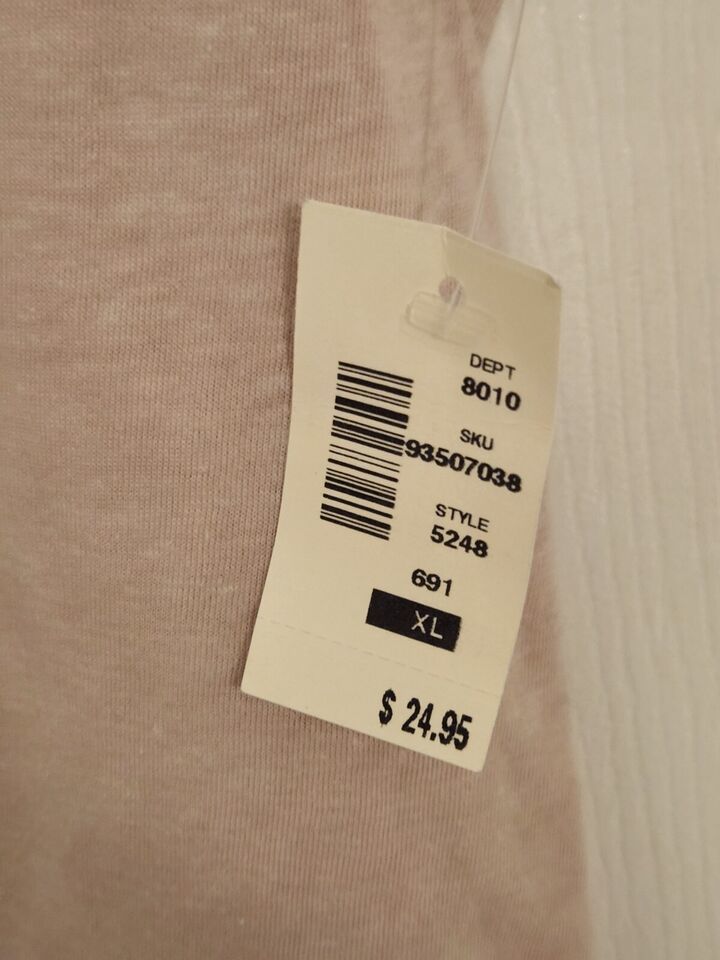 DEPT
8010
SKU
93507038
STYLE
5248
691
XL
$ 24.95